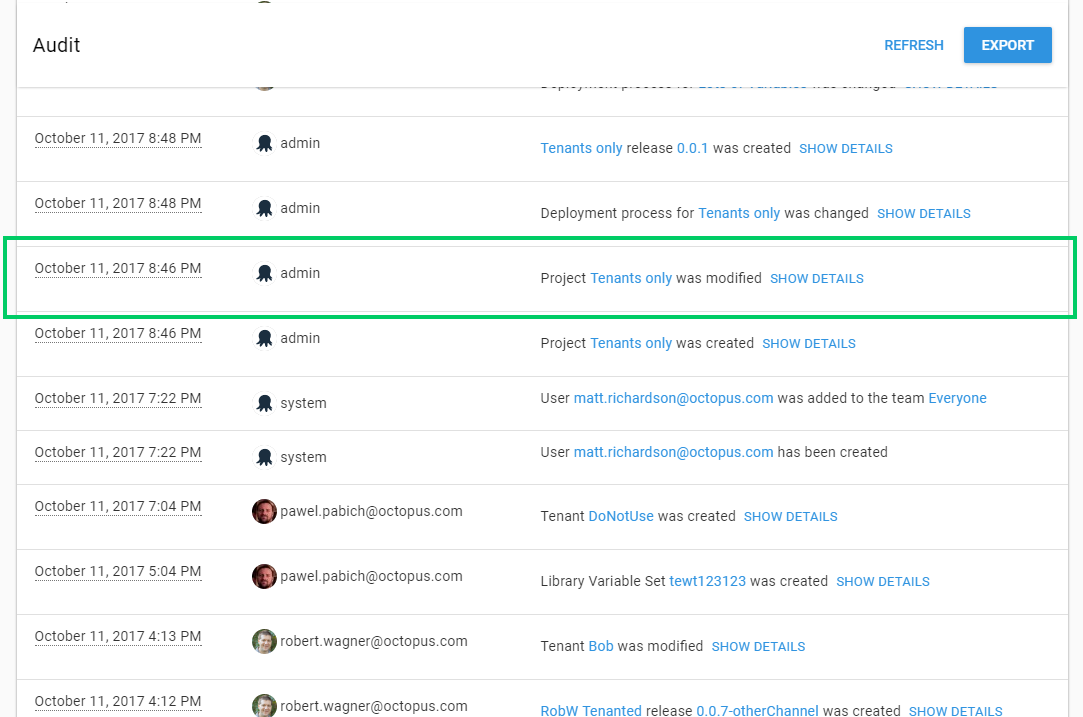 Audit
REFRESH
EXPORT
Deployment process for Lots of Variables was changed SHOW DETAILS
October 11, 2017 8:48 PM admin Tenants only release 0.0.1 was created SHOW DETAILS
October 11, 2017 8:48 PM admin Deployment process for Tenants only was changed SHOW DETAILS
October 11, 2017 8:46 PM admin Project Tenants only was modified SHOW DETAILS
October 11, 2017 8:46 PM admin Project Tenants only was created SHOW DETAILS
October 11, 2017 7:22 PM system User matt.richardson@octopus.com was added to the team Everyone
October 11, 2017 7:22 PM system User matt.richardson@octopus.com has been created
October 11, 2017 7:04 PM pawel.pabich@octopus.com Tenant DoNotUse was created SHOW DETAILS
October 11, 2017 5:04 PM pawel.pabich@octopus.com Library Variable Set tewt123123 was created SHOW DETAILS
October 11, 2017 4:13 PM robert.wagner@octopus.com Tenant Bob was modified SHOW DETAILS
October 11, 2017 4:12 PM robert.wagner@octopus.com RobW Tenanted release 0.0.7-otherChannel was created SHOW DETAILS